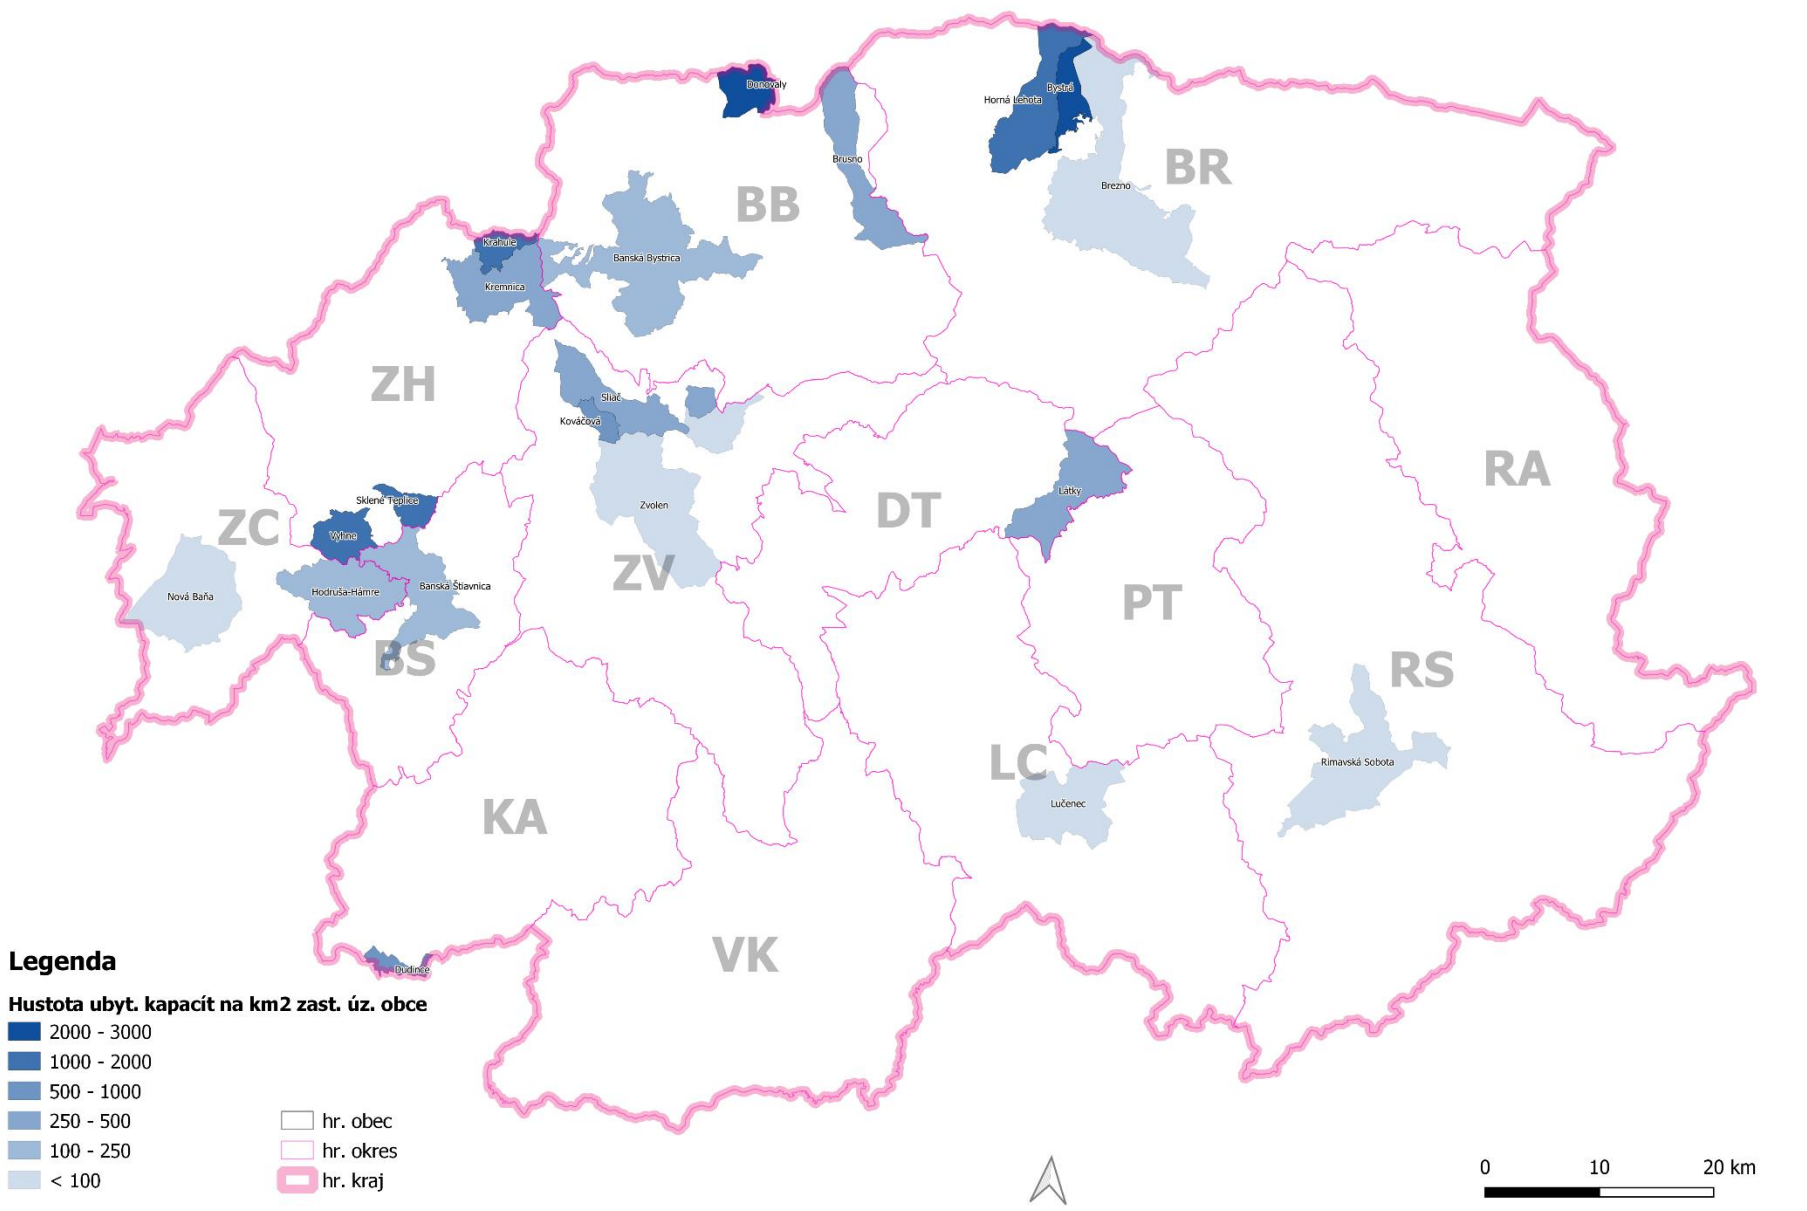 Donovaly
Bystrá
Horná Lehota
Brusno
BR
Brezno
BB
Krahule
Banská Bystrica
Kremnica
ZH
Sliač
Kováčová
RA
Látky
Sklené Teplice
Zvolen
DT
ZC
Vyhne
ZV
Banská Štiavnica
Hodruša-Hámre
Nová Baňa
PT
BS
RS
LC
Rimavská Sobota
Lučenec
KA
VK
Dudince
Legenda
Hustota ubyt. kapacít na km2 zast. úz. obce
2000 - 3000
1000 - 2000
500 - 1000
250 - 500
100 - 250
< 100
hr. obec
hr. okres
hr. kraj
0 10 20 km